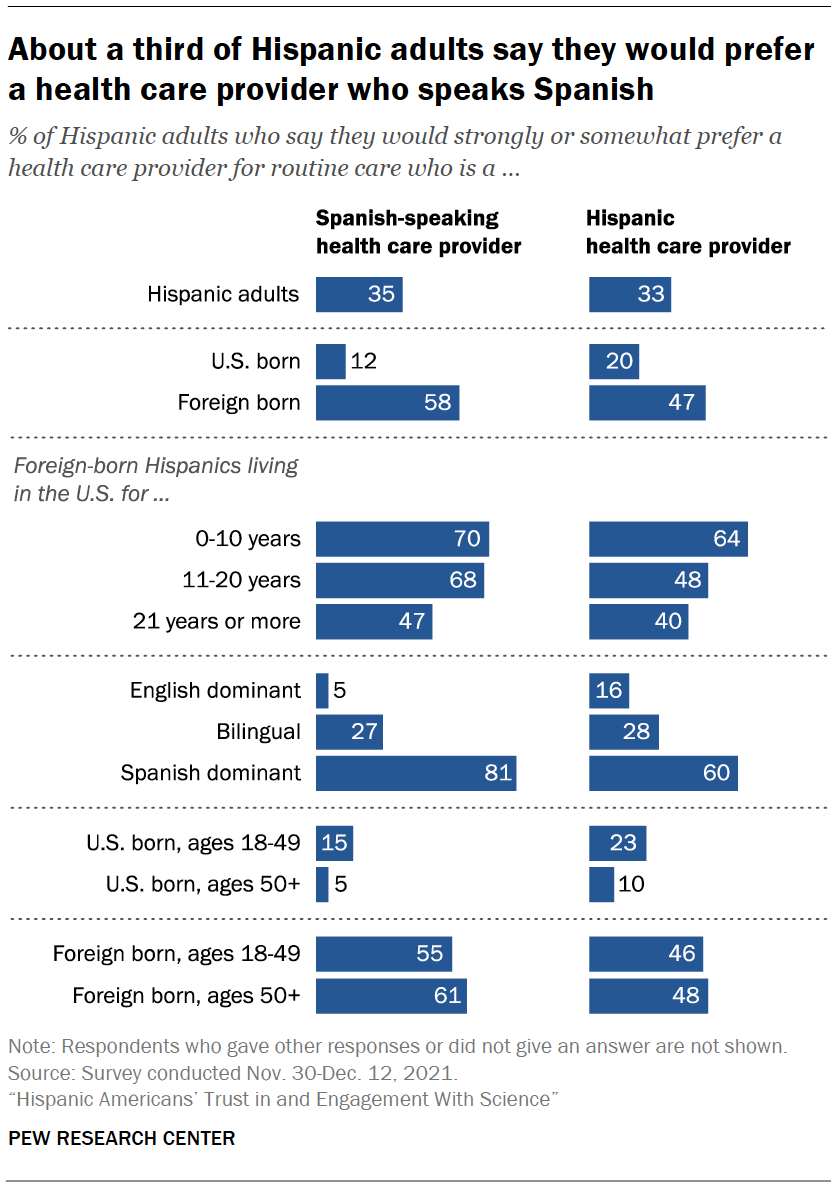 About a third of Hispanic adults say they would prefer
a health care provider who speaks Spanish
% of Hispanic adults who say they would strongly or somewhat prefer a
health care provider for routine care who is a ...
Spanish-speaking
health care provider
Hispanic
health care provider
Hispanic adults 35 33
U.S. born 12 20
Foreign born 58 47
Foreign-born Hispanics living
in the U.S. for ...
0-10 years 70 64
11-20 years 68 48
21 years or more 47 40
English dominant 5 16
Bilingual 27 28
Spanish dominant 81 60
U.S. born, ages 18-49 15 23
U.S. born, ages 50+ 5 10
Foreign born, ages 18-49 55 46
Foreign born, ages 50+ 61 48
Note: Respondents who gave other responses or did not give an answer are not shown.
Source: Survey conducted Nov. 30-Dec. 12, 2021.
“Hispanic Americans’ Trust in and Engagement With Science”
PEW RESEARCH CENTER